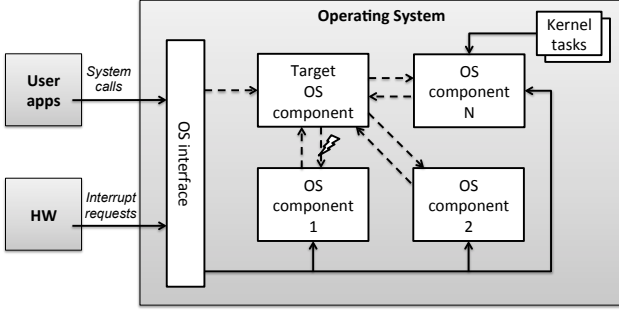 Operating System
Kernel
tasks
User
apps
System
calls
Target
OS
component
OS
component
N
OS interface
HW
Interrupt
requests
OS
component
1
OS
component
2